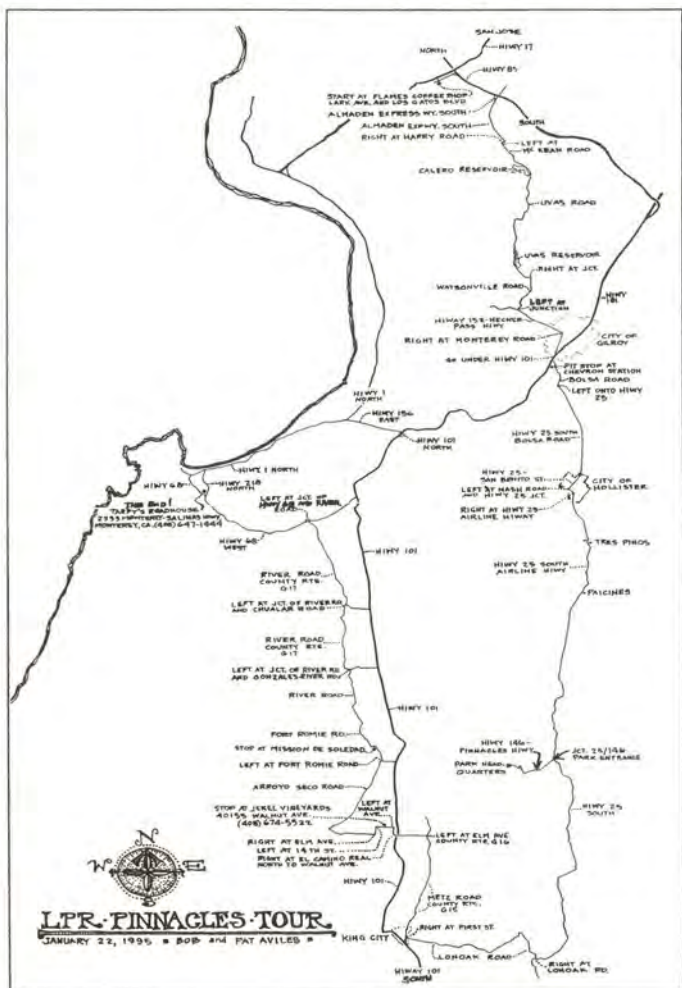 SAN JOSE
NORTH
HIWY 17
HIWY 85
START AT FLAMES COFFEE SHOP
LARK AVE. AND LOS GATOS BLVD
ALMADEN EXPRESS WY. SOUTH
SOUTH
ALMADEN EXPWY. SOUTH
RIGHT AT HARRY ROAD
LEFT AT
McKEAN ROAD
CALERO RESERVOIR
UVAS ROAD
UVAS RESERVOIR
RIGHT AT JCT.
WATSONVILLE ROAD
HIWY
101
LEFT AT
JUNCTION
HIWAY 152-HECKER
PASS HWY
RIGHT AT MONTEREY ROAD
CITY OF
GILROY
GO UNDER HIWY 101
PIT STOP AT
CHEVRON STATION
BOLSA ROAD
LEFT ONTO HIWY
25
HIWY 1
NORTH
HIWY 156
EAST
HIWY 101
NORTH
HIWY 25 SOUTH
BOLSA ROAD
HIWY 1 NORTH
HIWY 68
HIWY 218
NORTH
THE END!
TARPY'S ROADHOUSE
2999 MONTEREY-SALINAS HWY
MONTEREY, CA. (408) 647-1444
LEFT AT JCT. OF
HIWY 68 AND RIVER
ROAD
HIWY 68
WEST
HIWY 25-
SAN BENITO ST.
LEFT AT NASH ROAD
AND HIWY 25 JCT.
CITY OF
HOLLISTER
RIGHT AT HIWY 25
AIRLINE HIWAY
TRES PINOS
HIWY 25 SOUTH
AIRLINE HIWY
PAICINES
HIWY 101
RIVER ROAD
COUNTY RTE.
G17
LEFT AT JCT. OF RIVER RD.
AND CHUALAR ROAD
RIVER ROAD
COUNTY RTE.
G17
LEFT AT JCT. OF RIVER RD
AND GONZALES-RIVER RD.
RIVER ROAD
HIWY 101
FORT ROMIE RD.
STOP AT MISSION DE SOLEDAD
LEFT AT FORT ROMIE ROAD
ARROYO SECO ROAD
HIWY 146-
PINNACLES HIWY
JCT. 25/146
PARK ENTRANCE
PARK HEAD-
QUARTERS
HIWY 25
SOUTH
STOP AT JEKEL VINEYARDS
40155 WALNUT AVE.
(408) 674-5522
LEFT AT
WALNUT
AVE.
RIGHT AT ELM AVE.
LEFT AT 14TH ST.
RIGHT AT EL CAMINO REAL
NORTH TO WALNUT AVE.
LEFT AT ELM AVE
COUNTY RTE. G16
HIWY 101
METZ ROAD
COUNTY RTE.
G15
RIGHT AT FIRST ST.
KING CITY
LONOAK ROAD
HIWAY 101
SOUTH
RIGHT AT
LONOAK RD.
N
W
E
LPR·PINNACLES·TOUR
JANUARY 22, 1995 BOB and PAT AVILES